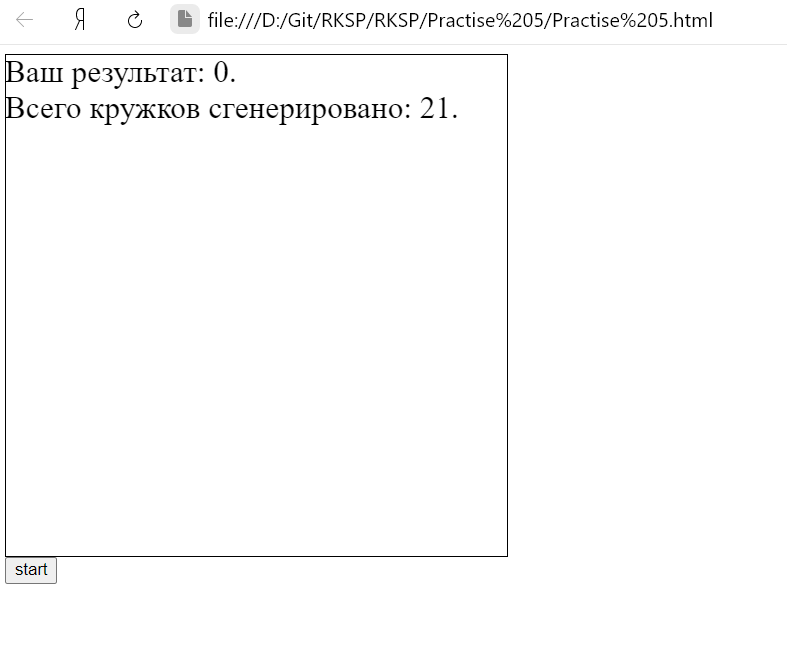 Я file:///D:/Git/RKSP/RKSP/Practise%205/Practise%205.html
Ваш результат: 0.
Всего кружков сгенерировано: 21.
start